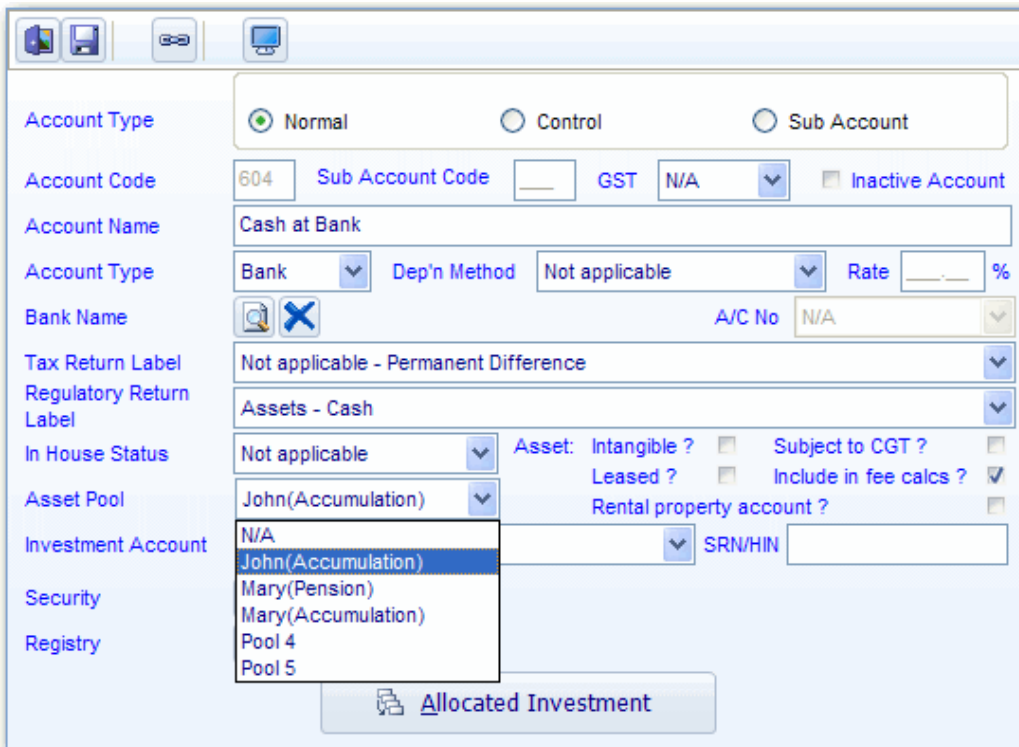 Account Type Normal Control Sub Account
Account Code 604 Sub Account Code ___ GST N/A Inactive Account
Account Name Cash at Bank
Account Type Bank Dep'n Method Not applicable Rate ___.__ %
Bank Name A/C No N/A
Tax Return Label Not applicable - Permanent Difference
Regulatory Return
Label Assets - Cash
In House Status Not applicable Asset: Intangible ? Subject to CGT ?
Leased ? Include in fee calcs ?
Asset Pool John(Accumulation) Rental property account ?
N/A
Investment Account SRN/HIN
John(Accumulation)
Mary(Pension)
Security
Mary(Accumulation)
Pool 4
Registry
Pool 5
Allocated Investment